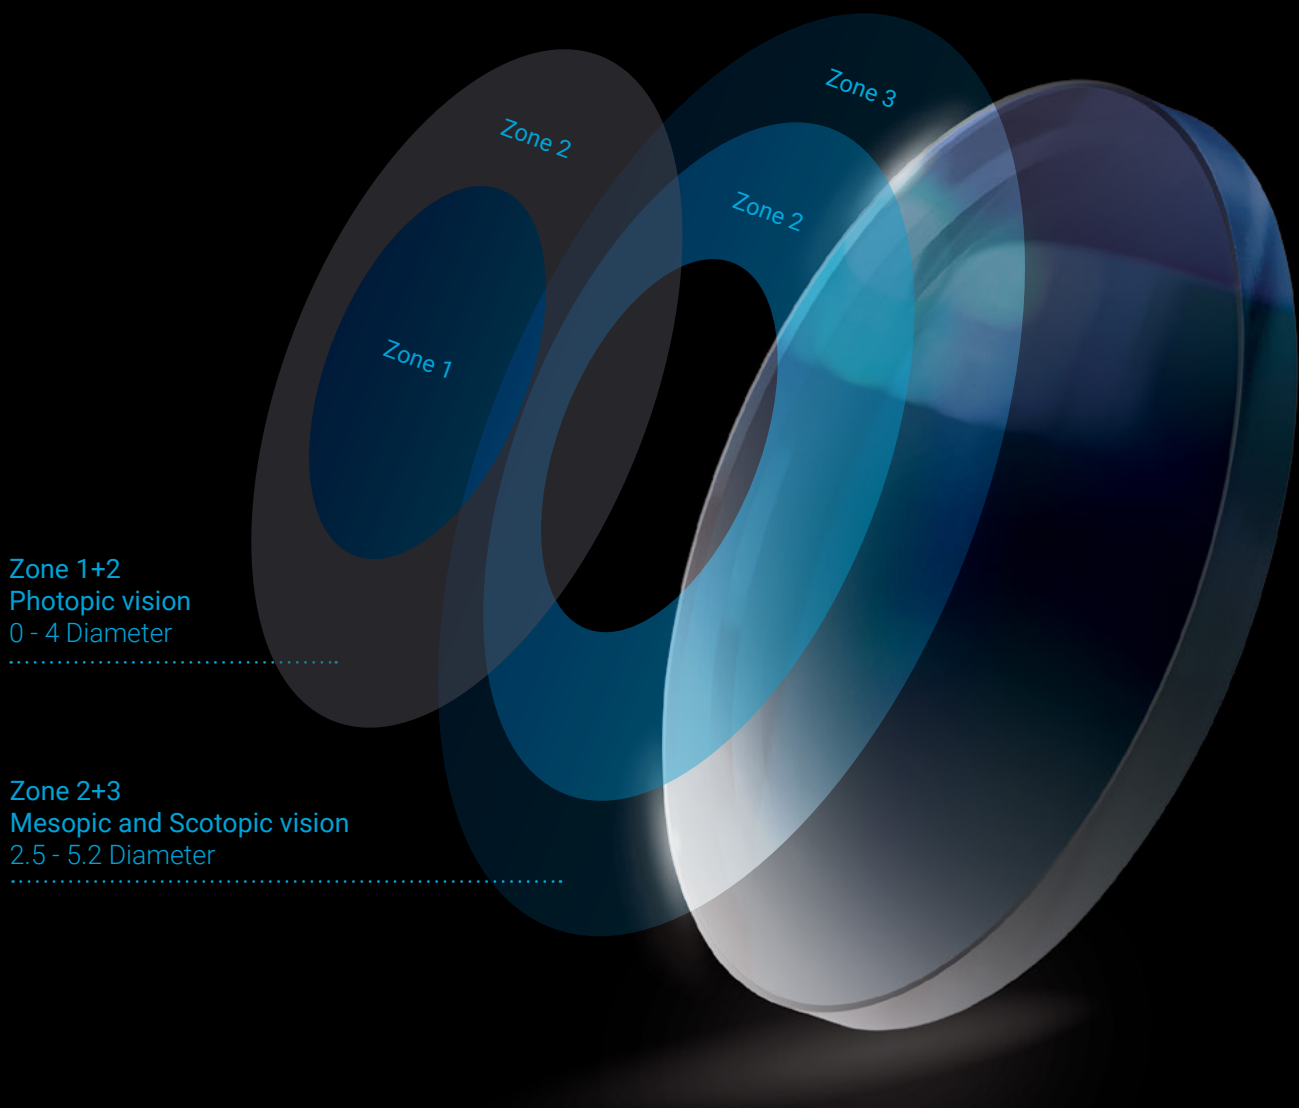 Zone 3
Zone 2
Zone 2
Zone 1
Zone 1+2
Photopic vision
0 - 4 Diameter
Zone 2+3
Mesopic and Scotopic vision
2.5 - 5.2 Diameter